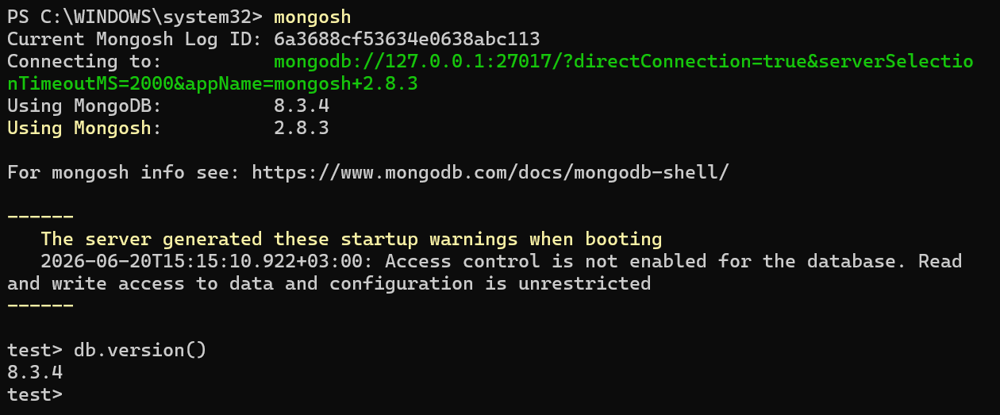 PS C:\WINDOWS\system32> mongosh
Current Mongosh Log ID: 6a3688cf53634e0638abc113
Connecting to:          mongodb://127.0.0.1:27017/?directConnection=true&serverSelectio
nTimeoutMS=2000&appName=mongosh+2.8.3
Using MongoDB:          8.3.4
Using Mongosh:          2.8.3
For mongosh info see: https://www.mongodb.com/docs/mongodb-shell/
------
   The server generated these startup warnings when booting
   2026-06-20T15:15:10.922+03:00: Access control is not enabled for the database. Read
and write access to data and configuration is unrestricted
------
test> db.version()
8.3.4
test>